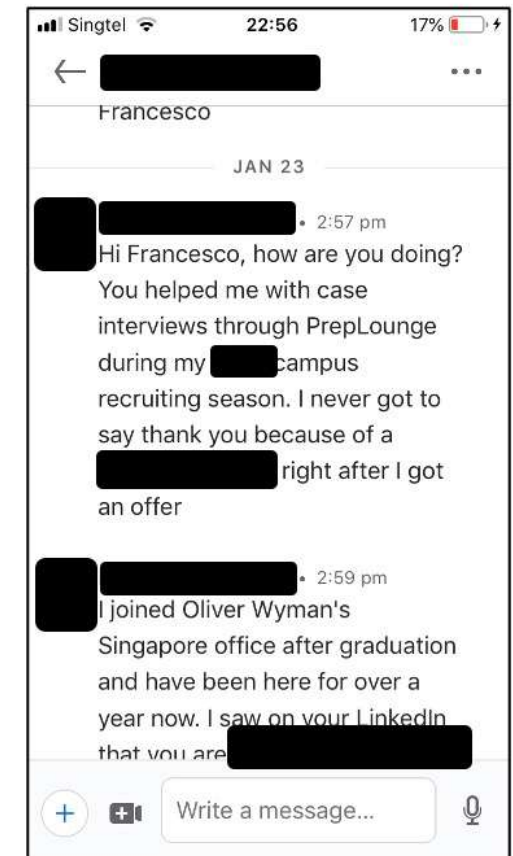 Singtel 22:56 17%
Francesco
JAN 23
• 2:57 pm
Hi Francesco, how are you doing?
You helped me with case
interviews through PrepLounge
during my campus
recruiting season. I never got to
say thank you because of a
right after I got
an offer
• 2:59 pm
I joined Oliver Wyman's
Singapore office after graduation
and have been here for over a
year now. I saw on your LinkedIn
that you are
Write a message...